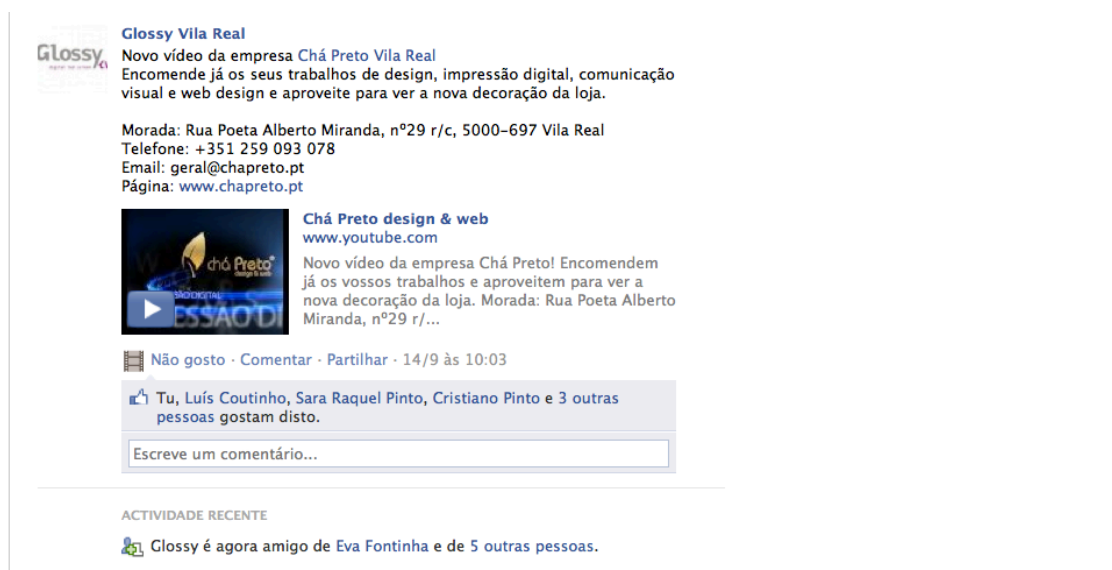 Glossy
Glossy Vila Real
Novo vídeo da empresa Chá Preto Vila Real
Encomende já os seus trabalhos de design, impressão digital, comunicação
visual e web design e aproveite para ver a nova decoração da loja.
Morada: Rua Poeta Alberto Miranda, nº29 r/c, 5000-697 Vila Real
Telefone: +351 259 093 078
Email: geral@chapreto.pt
Página: www.chapreto.pt
chá Preto
design & web
SÃO DIGITAL
ESSÃO DI
Chá Preto design & web
www.youtube.com
Novo vídeo da empresa Chá Preto! Encomendem
já os vossos trabalhos e aproveitem para ver a
nova decoração da loja. Morada: Rua Poeta Alberto
Miranda, nº29 r/...
Não gosto · Comentar · Partilhar · 14/9 às 10:03
Tu, Luís Coutinho, Sara Raquel Pinto, Cristiano Pinto e 3 outras
pessoas gostam disto.
Escreve um comentário...
ACTIVIDADE RECENTE
Glossy é agora amigo de Eva Fontinha e de 5 outras pessoas.